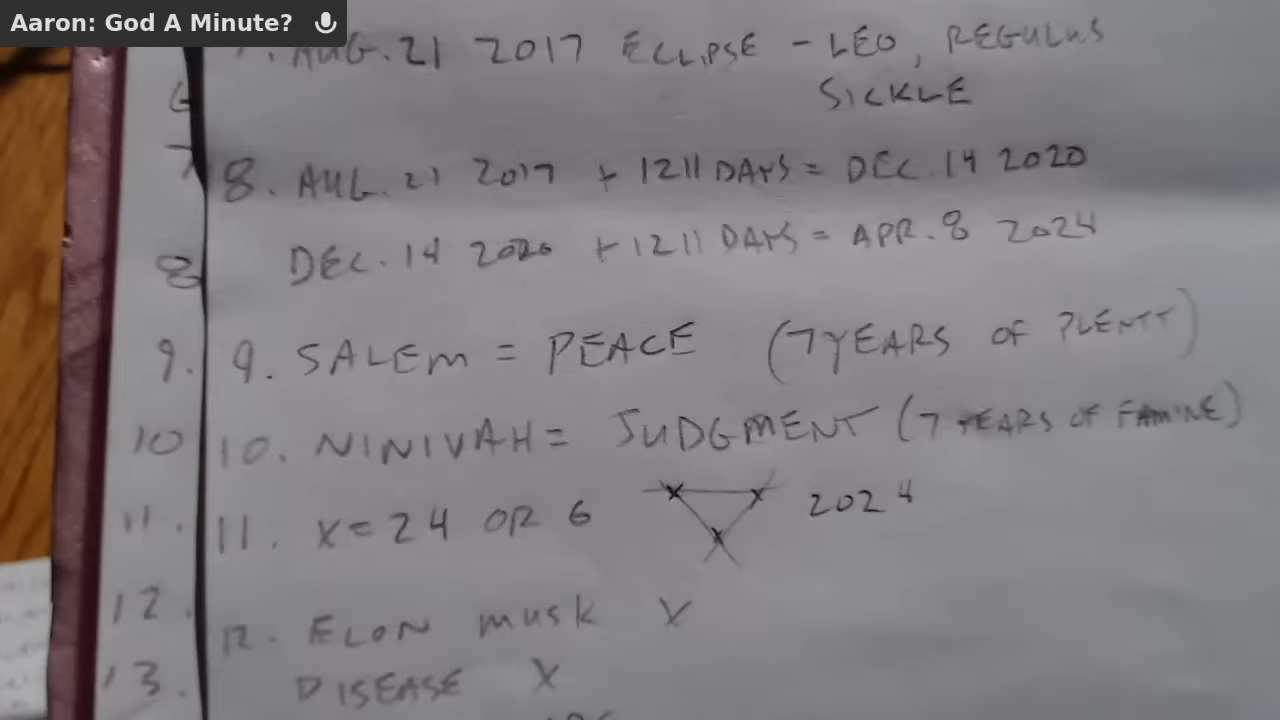 Aaron: God A Minute?
7. AUG. 21 2017 ECLIPSE - LEO, REGULUS
SICKLE
6
7
8. AUG. 21 2017 + 1211 DAYS = DEC. 14 2020
8
DEC. 14 2020 + 1211 DAYS = APR. 8 2024
9.
9. SALEM = PEACE (7 YEARS OF PLENTY)
10
10. NINIVAH = JUDGMENT (7 YEARS OF FAMINE)
11.
11. X = 24 OR 6 X X X 2024
12.
12. ELON MUSK X
13.
DISEASE X